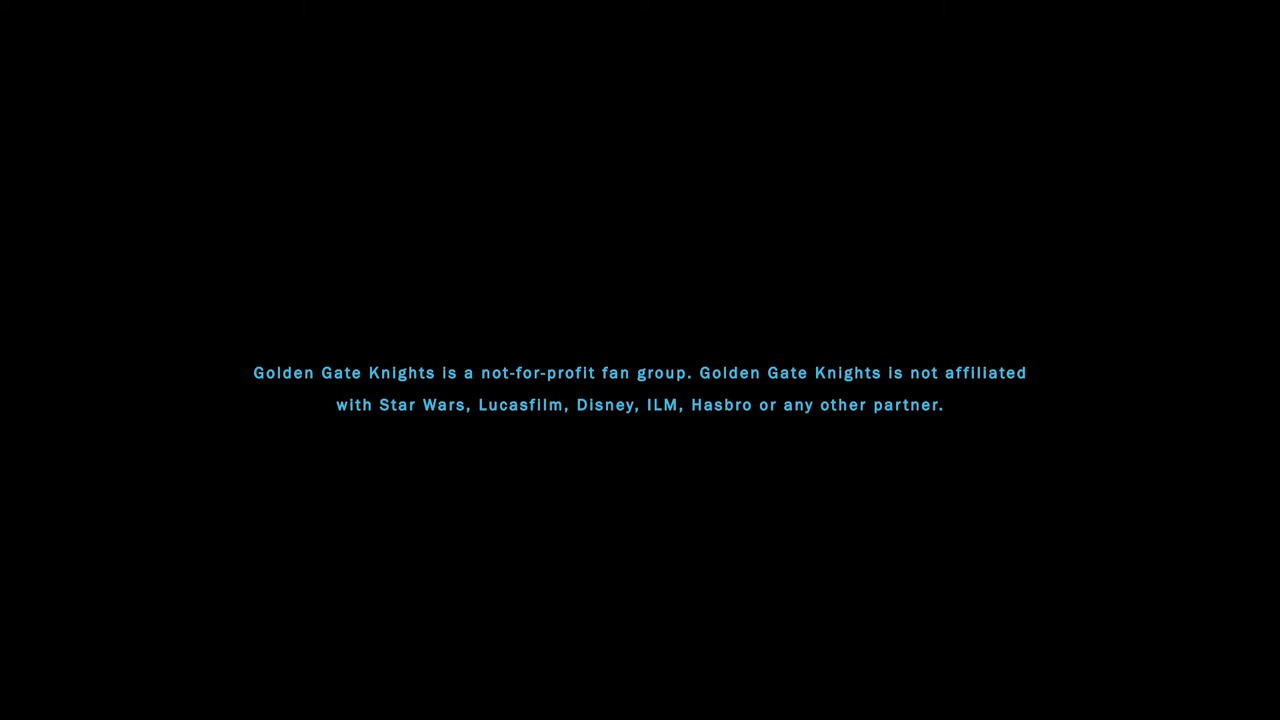 Golden Gate Knights is a not-for-profit fan group. Golden Gate Knights is not affiliated
with Star Wars, Lucasfilm, Disney, ILM, Hasbro or any other partner.